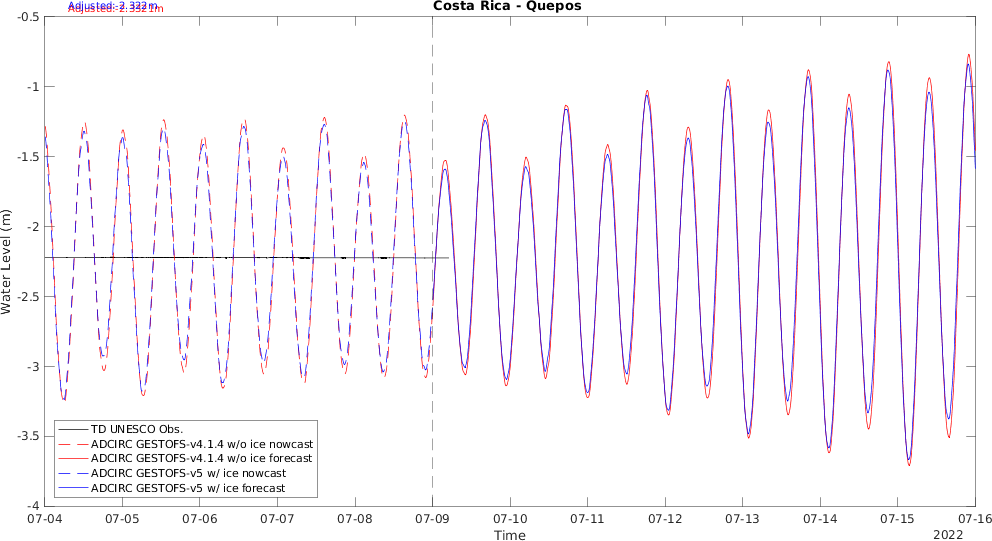 Costa Rica - Quepos
Adjusted:-2.322m
-0.5
-1
-1.5
-2
-2.5
-3
-3.5
-4
Water Level (m)
TD UNESCO Obs.
ADCIRC GESTOFS-v4.1.4 w/o ice nowcast
ADCIRC GESTOFS-v4.1.4 w/o ice forecast
ADCIRC GESTOFS-v5 w/ ice nowcast
ADCIRC GESTOFS-v5 w/ ice forecast
07-04 07-05 07-06 07-07 07-08 07-09 07-10 07-11 07-12 07-13 07-14 07-15 07-16
Time
2022